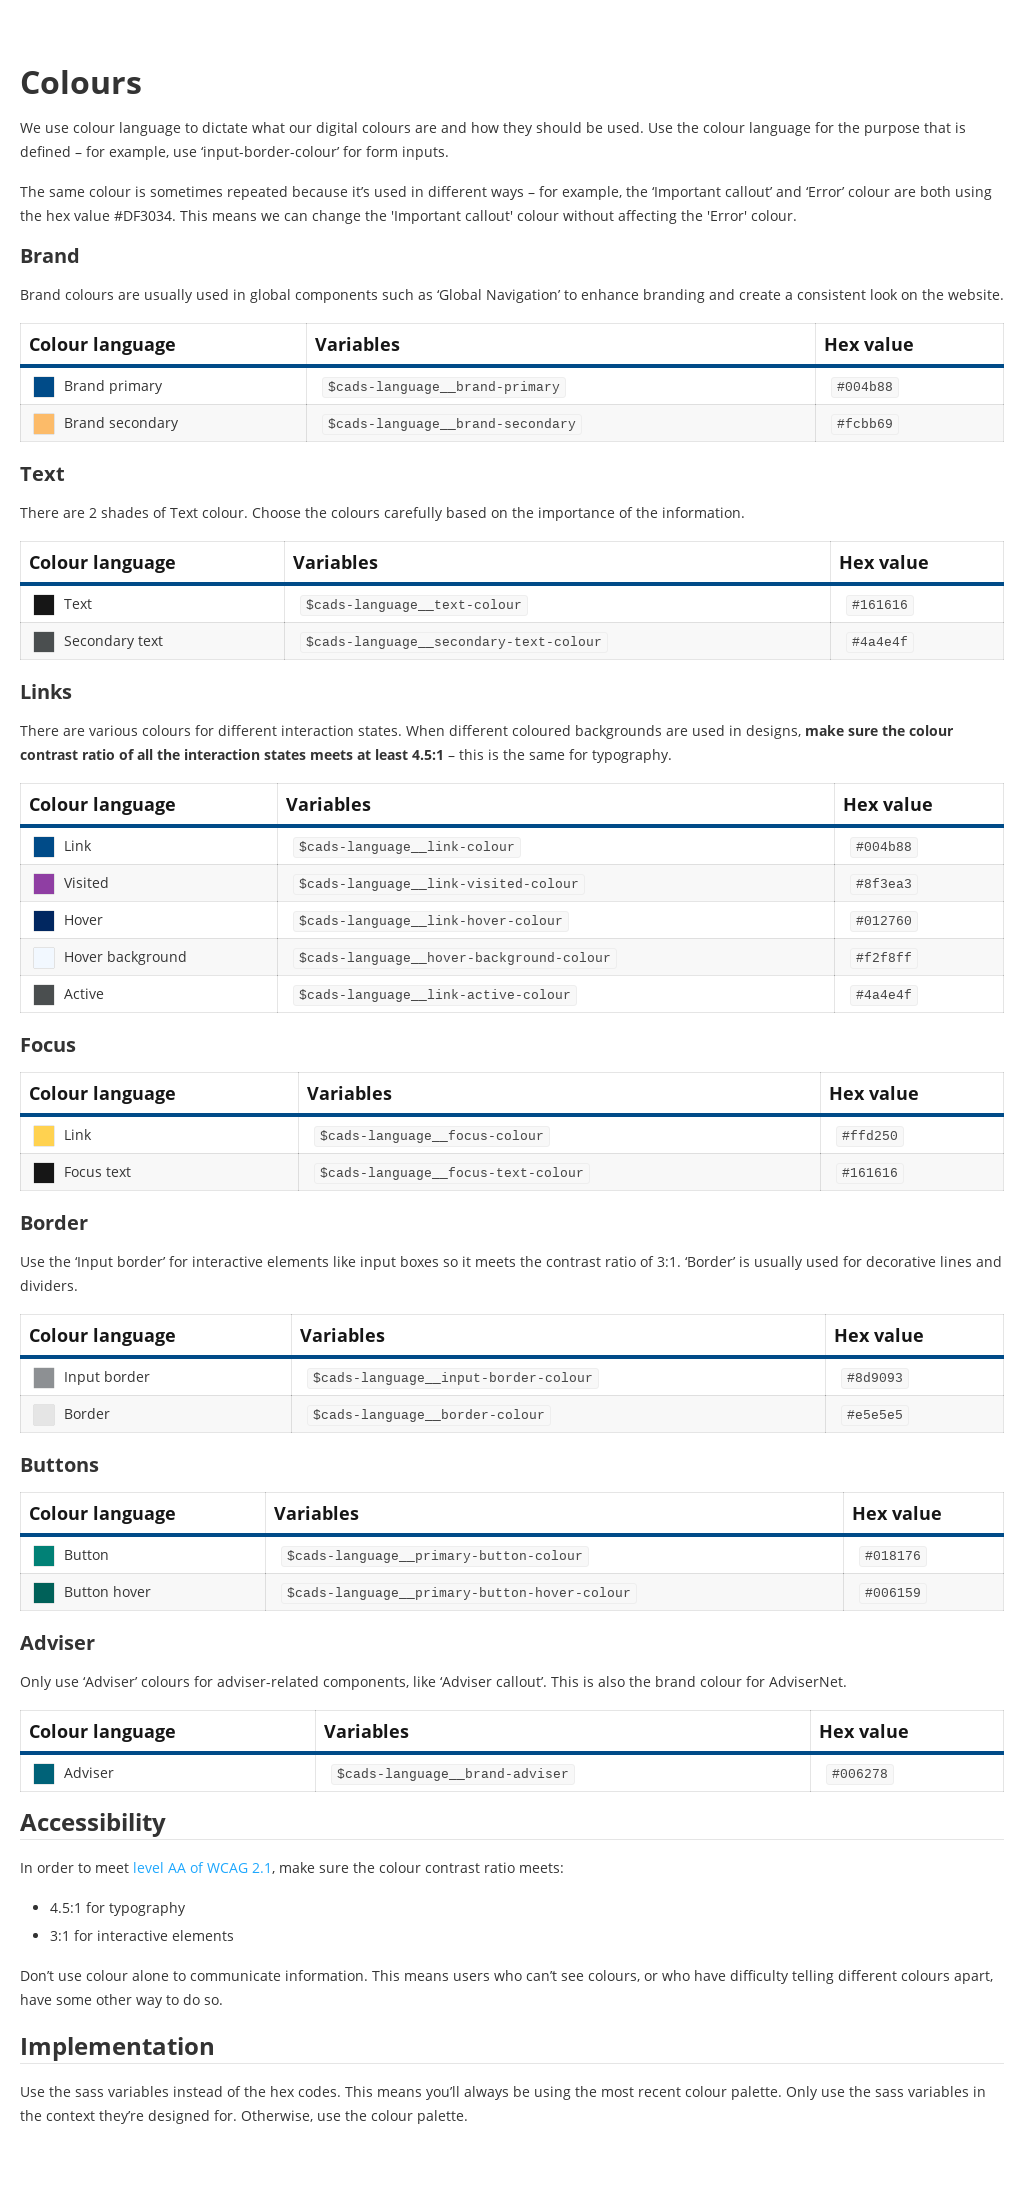 Colours
We use colour language to dictate what our digital colours are and how they should be used. Use the colour language for the purpose that is
defined – for example, use ‘input-border-colour’ for form inputs.
The same colour is sometimes repeated because it’s used in different ways – for example, the ‘Important callout’ and ‘Error’ colour are both using
the hex value #DF3034. This means we can change the 'Important callout' colour without affecting the 'Error' colour.
Brand
Brand colours are usually used in global components such as ‘Global Navigation’ to enhance branding and create a consistent look on the website.
Colour language Variables Hex value
Brand primary $cads-language__brand-primary #004b88
Brand secondary $cads-language__brand-secondary #fcbb69
Text
There are 2 shades of Text colour. Choose the colours carefully based on the importance of the information.
Colour language Variables Hex value
Text $cads-language__text-colour #161616
Secondary text $cads-language__secondary-text-colour #4a4e4f
Links
There are various colours for different interaction states. When different coloured backgrounds are used in designs, make sure the colour
contrast ratio of all the interaction states meets at least 4.5:1 – this is the same for typography.
Colour language Variables Hex value
Link $cads-language__link-colour #004b88
Visited $cads-language__link-visited-colour #8f3ea3
Hover $cads-language__link-hover-colour #012760
Hover background $cads-language__hover-background-colour #f2f8ff
Active $cads-language__link-active-colour #4a4e4f
Focus
Colour language Variables Hex value
Link $cads-language__focus-colour #ffd250
Focus text $cads-language__focus-text-colour #161616
Border
Use the ‘Input border’ for interactive elements like input boxes so it meets the contrast ratio of 3:1. ‘Border’ is usually used for decorative lines and
dividers.
Colour language Variables Hex value
Input border $cads-language__input-border-colour #8d9093
Border $cads-language__border-colour #e5e5e5
Buttons
Colour language Variables Hex value
Button $cads-language__primary-button-colour #018176
Button hover $cads-language__primary-button-hover-colour #006159
Adviser
Only use ‘Adviser’ colours for adviser-related components, like ‘Adviser callout’. This is also the brand colour for AdviserNet.
Colour language Variables Hex value
Adviser $cads-language__brand-adviser #006278
Accessibility
In order to meet level AA of WCAG 2.1, make sure the colour contrast ratio meets:
• 4.5:1 for typography
• 3:1 for interactive elements
Don’t use colour alone to communicate information. This means users who can’t see colours, or who have difficulty telling different colours apart,
have some other way to do so.
Implementation
Use the sass variables instead of the hex codes. This means you’ll always be using the most recent colour palette. Only use the sass variables in
the context they’re designed for. Otherwise, use the colour palette.